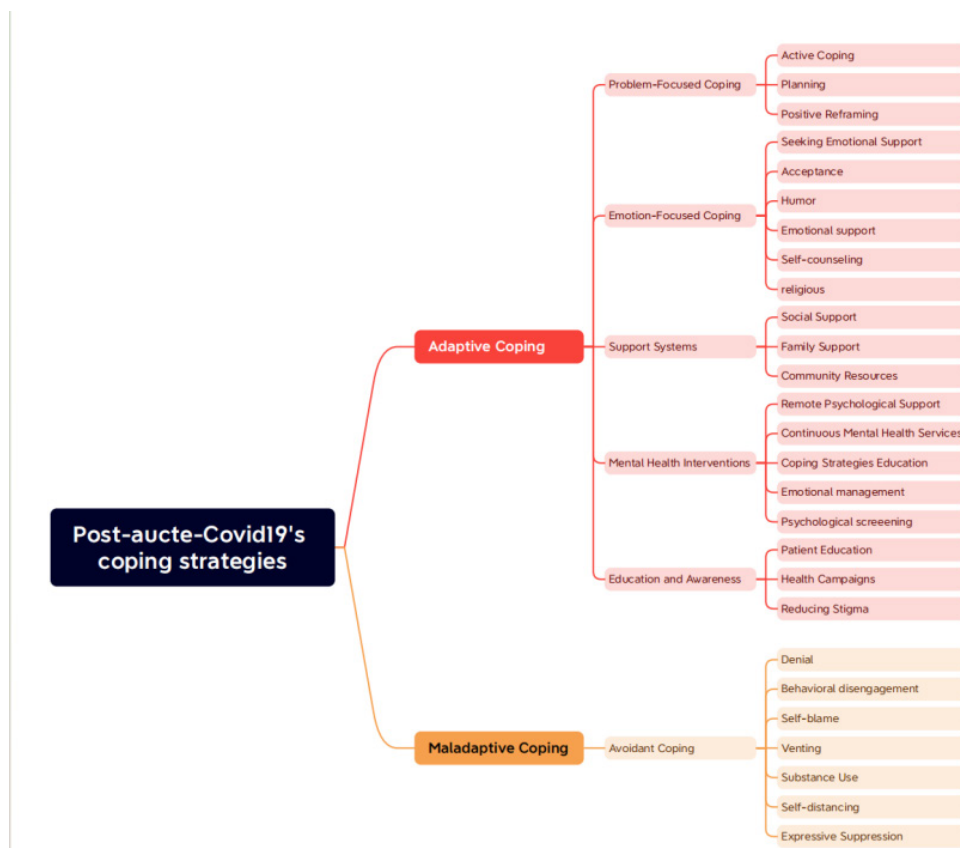 Post-aucte-Covid19's
coping strategies
Adaptive Coping
Problem-Focused Coping
Active Coping
Planning
Positive Reframing
Emotion-Focused Coping
Seeking Emotional Support
Acceptance
Humor
Emotional support
Self-counseling
religious
Support Systems
Social Support
Family Support
Community Resources
Mental Health Interventions
Remote Psychological Support
Continuous Mental Health Services
Coping Strategies Education
Emotional management
Psychological screeening
Education and Awareness
Patient Education
Health Campaigns
Reducing Stigma
Maladaptive Coping
Avoidant Coping
Denial
Behavioral disengagement
Self-blame
Venting
Substance Use
Self-distancing
Expressive Suppression